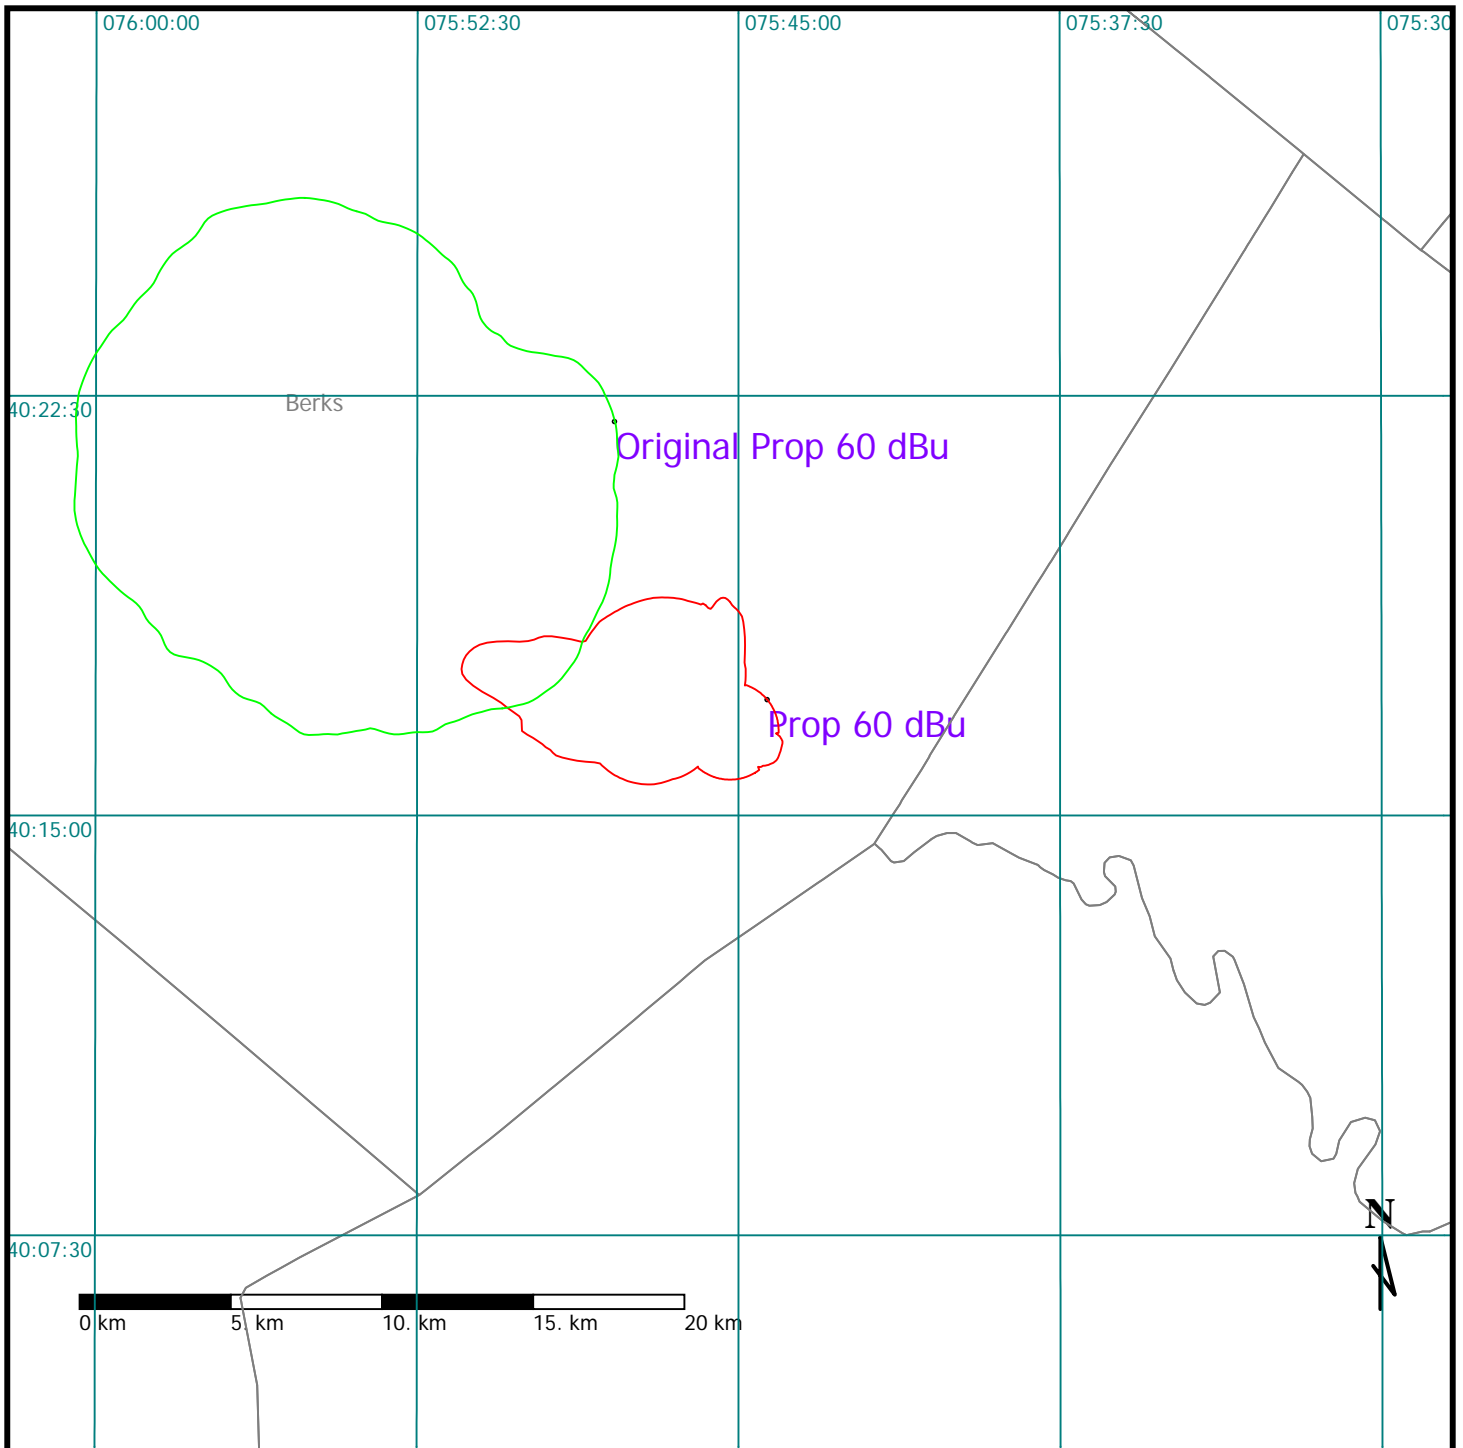 076:00:00
075:52:30
075:45:00
075:37:30
075:30
40:22:30
Berks
Original Prop 60 dBu
Prop 60 dBu
40:15:00
N
40:07:30
0 km
5. km
10. km
15. km
20 km